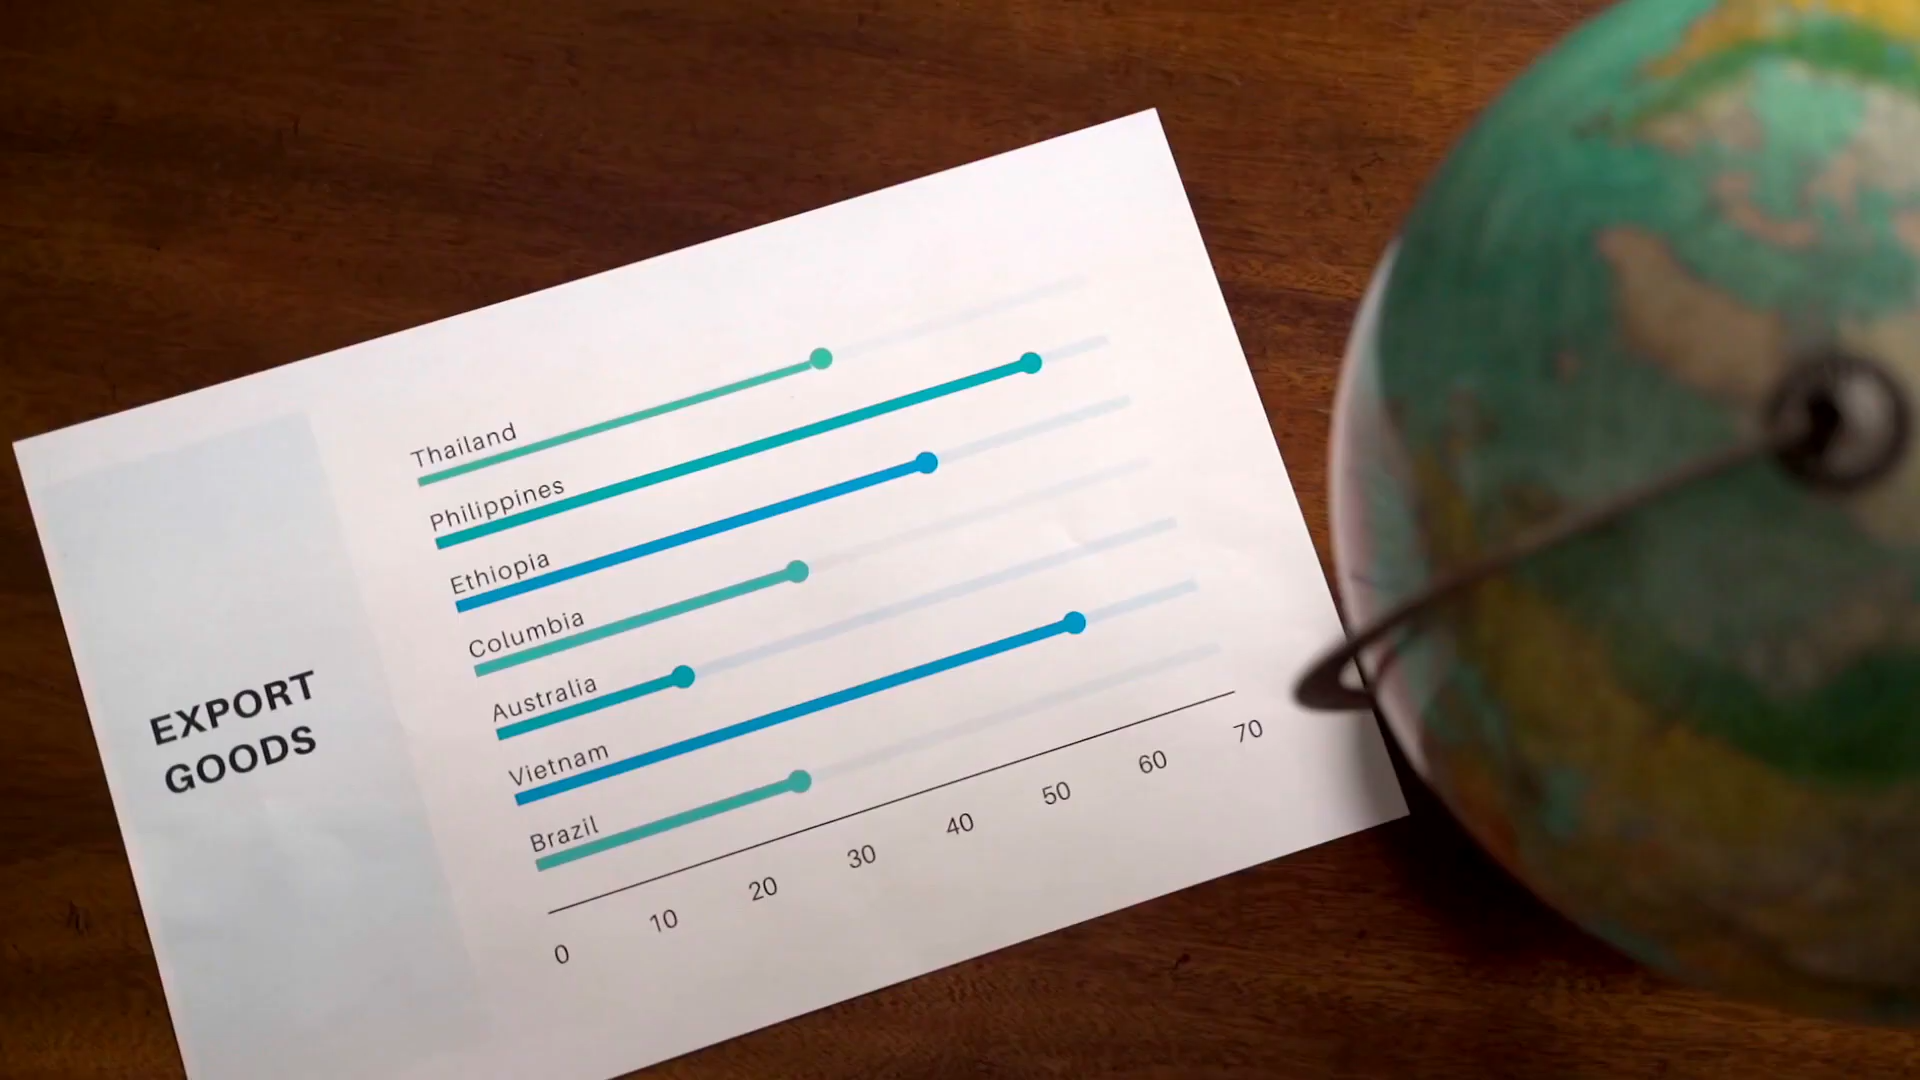 EXPORT
GOODS
Thailand
Philippines
Ethiopia
Columbia
Australia
Vietnam
Brazil
0 10 20 30 40 50 60 70